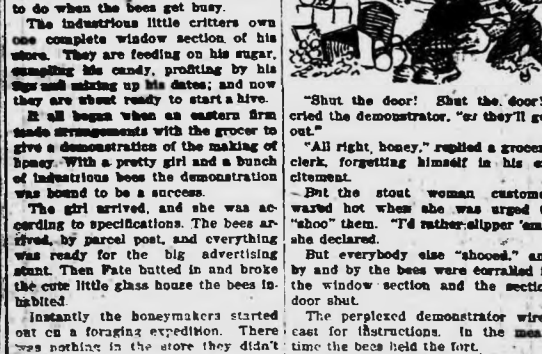 to do when the bees get busy.
The industrious little critters own
one complete window section of his
store. They are feeding on his sugar,
sampling his candy, profiting by his
figs and mixing up his dates; and now
they are about ready to start a hive.
It all began when an eastern firm
made arrangements with the grocer to
give a demonstration of the making of
honey. With a pretty girl and a bunch
of industrious bees the demonstration
was bound to be a success.
The girl arrived, and she was ac-
cording to specifications. The bees ar-
rived, by parcel post, and everything
was ready for the big advertising
stunt. Then Fate butted in and broke
the cute little glass house the bees in-
habited.
Instantly the honeymakers started
out on a foraging expedition. There
was nothing in the store they didn't
"Shut the door! Shut the door!
cried the demonstrator, "er they'll g
out."
"All right, honey," replied a grocer
clerk, forgetting himself in his e
citement.
But the stout woman custome
waxed hot when she was urged t
"shoo" them. "I'd rather slipper 'em,
she declared.
But everybody else "shooed," an
by and by the bees were corralled i
the window section and the sectio
door shut.
The perplexed demonstrator wire
east for instructions. In the mean
time the bees held the fort.